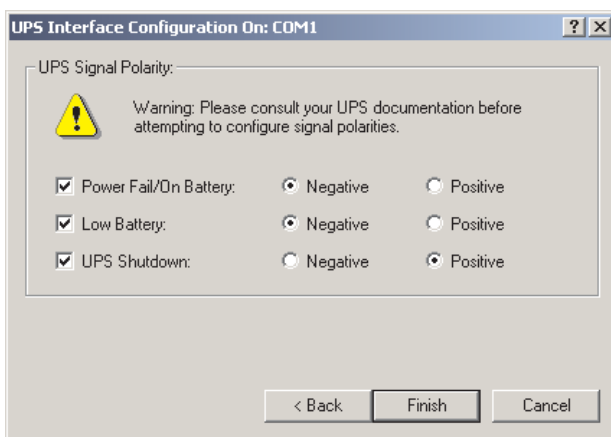 UPS Interface Configuration On: COM1
UPS Signal Polarity:
Warning: Please consult your UPS documentation before
attempting to configure signal polarities.
Power Fail/On Battery: Negative Positive
Low Battery: Negative Positive
UPS Shutdown: Negative Positive
< Back Finish Cancel